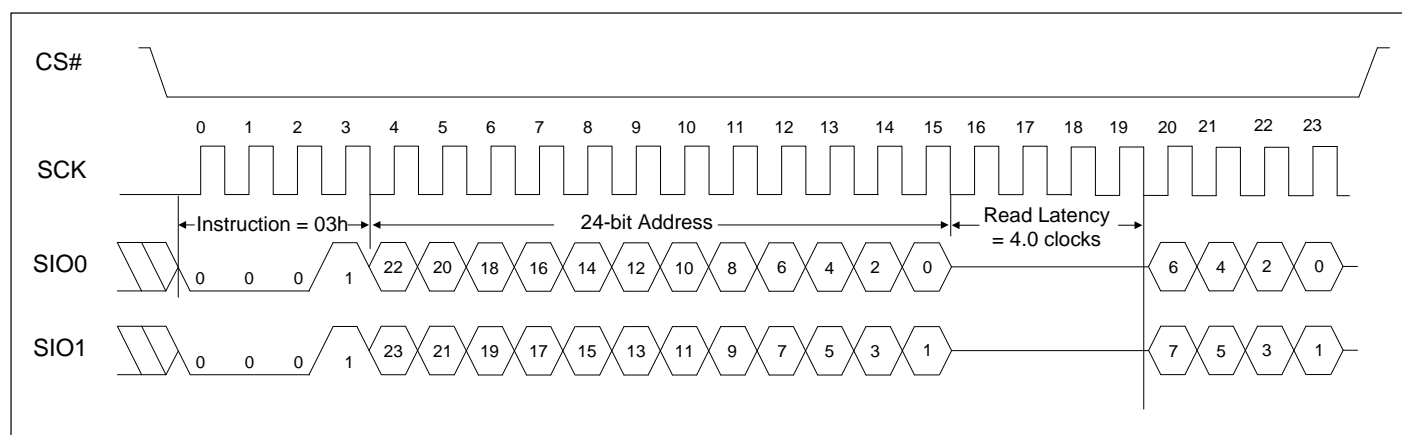 CS#
0 1 2 3 4 5 6 7 8 9 10 11 12 13 14 15 16 17 18 19 20 21 22 23
SCK
Instruction = 03h 24-bit Address Read Latency
= 4.0 clocks
SIO0 0 0 0 1 22 20 18 16 14 12 10 8 6 4 2 0 6 4 2 0
SIO1 0 0 0 1 23 21 19 17 15 13 11 9 7 5 3 1 7 5 3 1